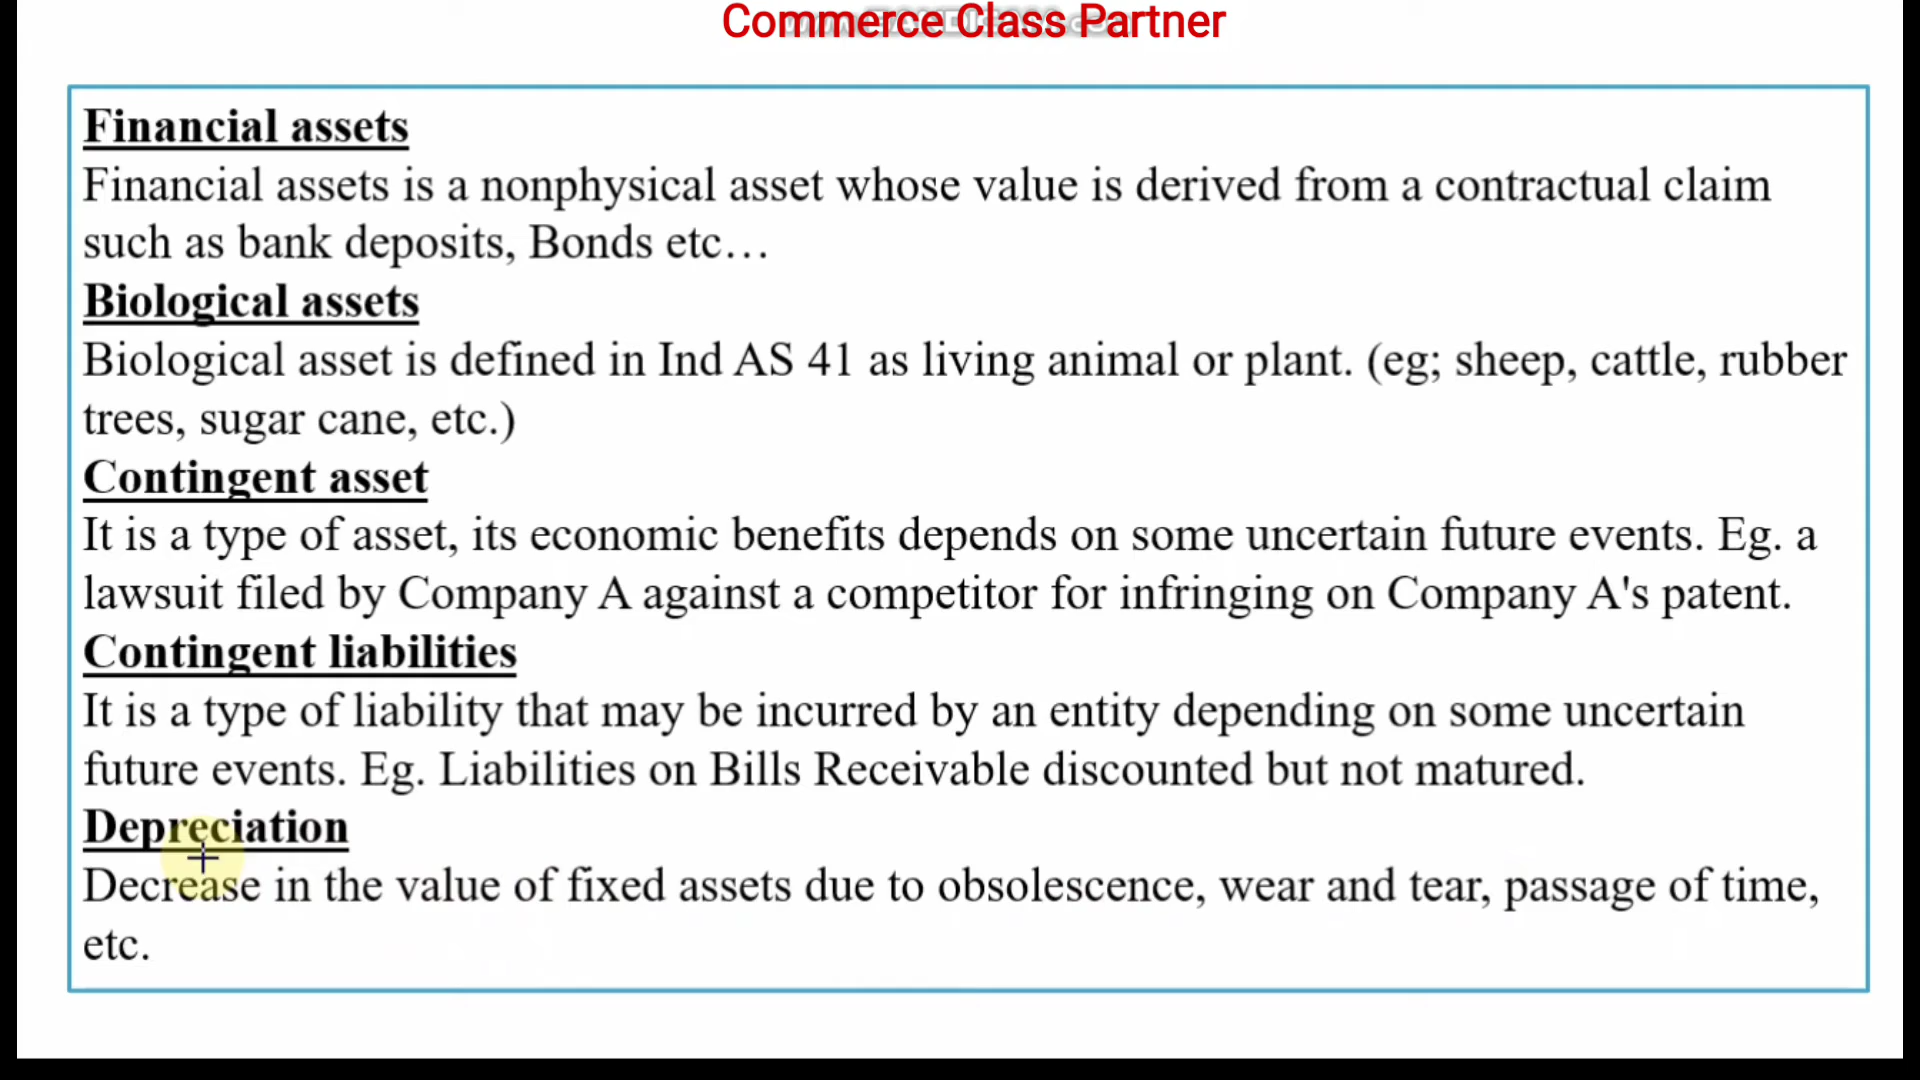 Commerce Class Partner
Financial assets
Financial assets is a nonphysical asset whose value is derived from a contractual claim
such as bank deposits, Bonds etc…
Biological assets
Biological asset is defined in Ind AS 41 as living animal or plant. (eg; sheep, cattle, rubber
trees, sugar cane, etc.)
Contingent asset
It is a type of asset, its economic benefits depends on some uncertain future events. Eg. a
lawsuit filed by Company A against a competitor for infringing on Company A's patent.
Contingent liabilities
It is a type of liability that may be incurred by an entity depending on some uncertain
future events. Eg. Liabilities on Bills Receivable discounted but not matured.
Depreciation
Decrease in the value of fixed assets due to obsolescence, wear and tear, passage of time,
etc.